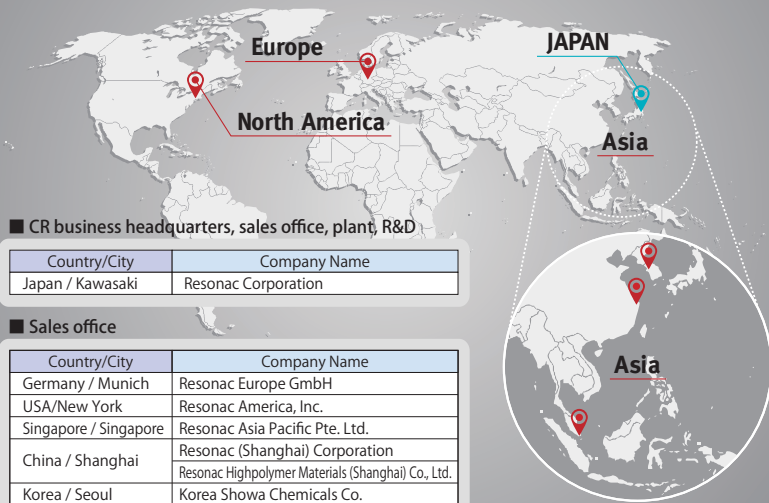 Europe
JAPAN
North America
Asia
■ CR business headquarters, sales office, plant, R&D
Country/City Company Name
Japan / Kawasaki Resonac Corporation
■ Sales office
Country/City Company Name
Germany / Munich Resonac Europe GmbH
USA/New York Resonac America, Inc.
Singapore / Singapore Resonac Asia Pacific Pte. Ltd.
China / Shanghai Resonac (Shanghai) Corporation
Resonac Highpolymer Materials (Shanghai) Co., Ltd.
Korea / Seoul Korea Showa Chemicals Co.
Asia